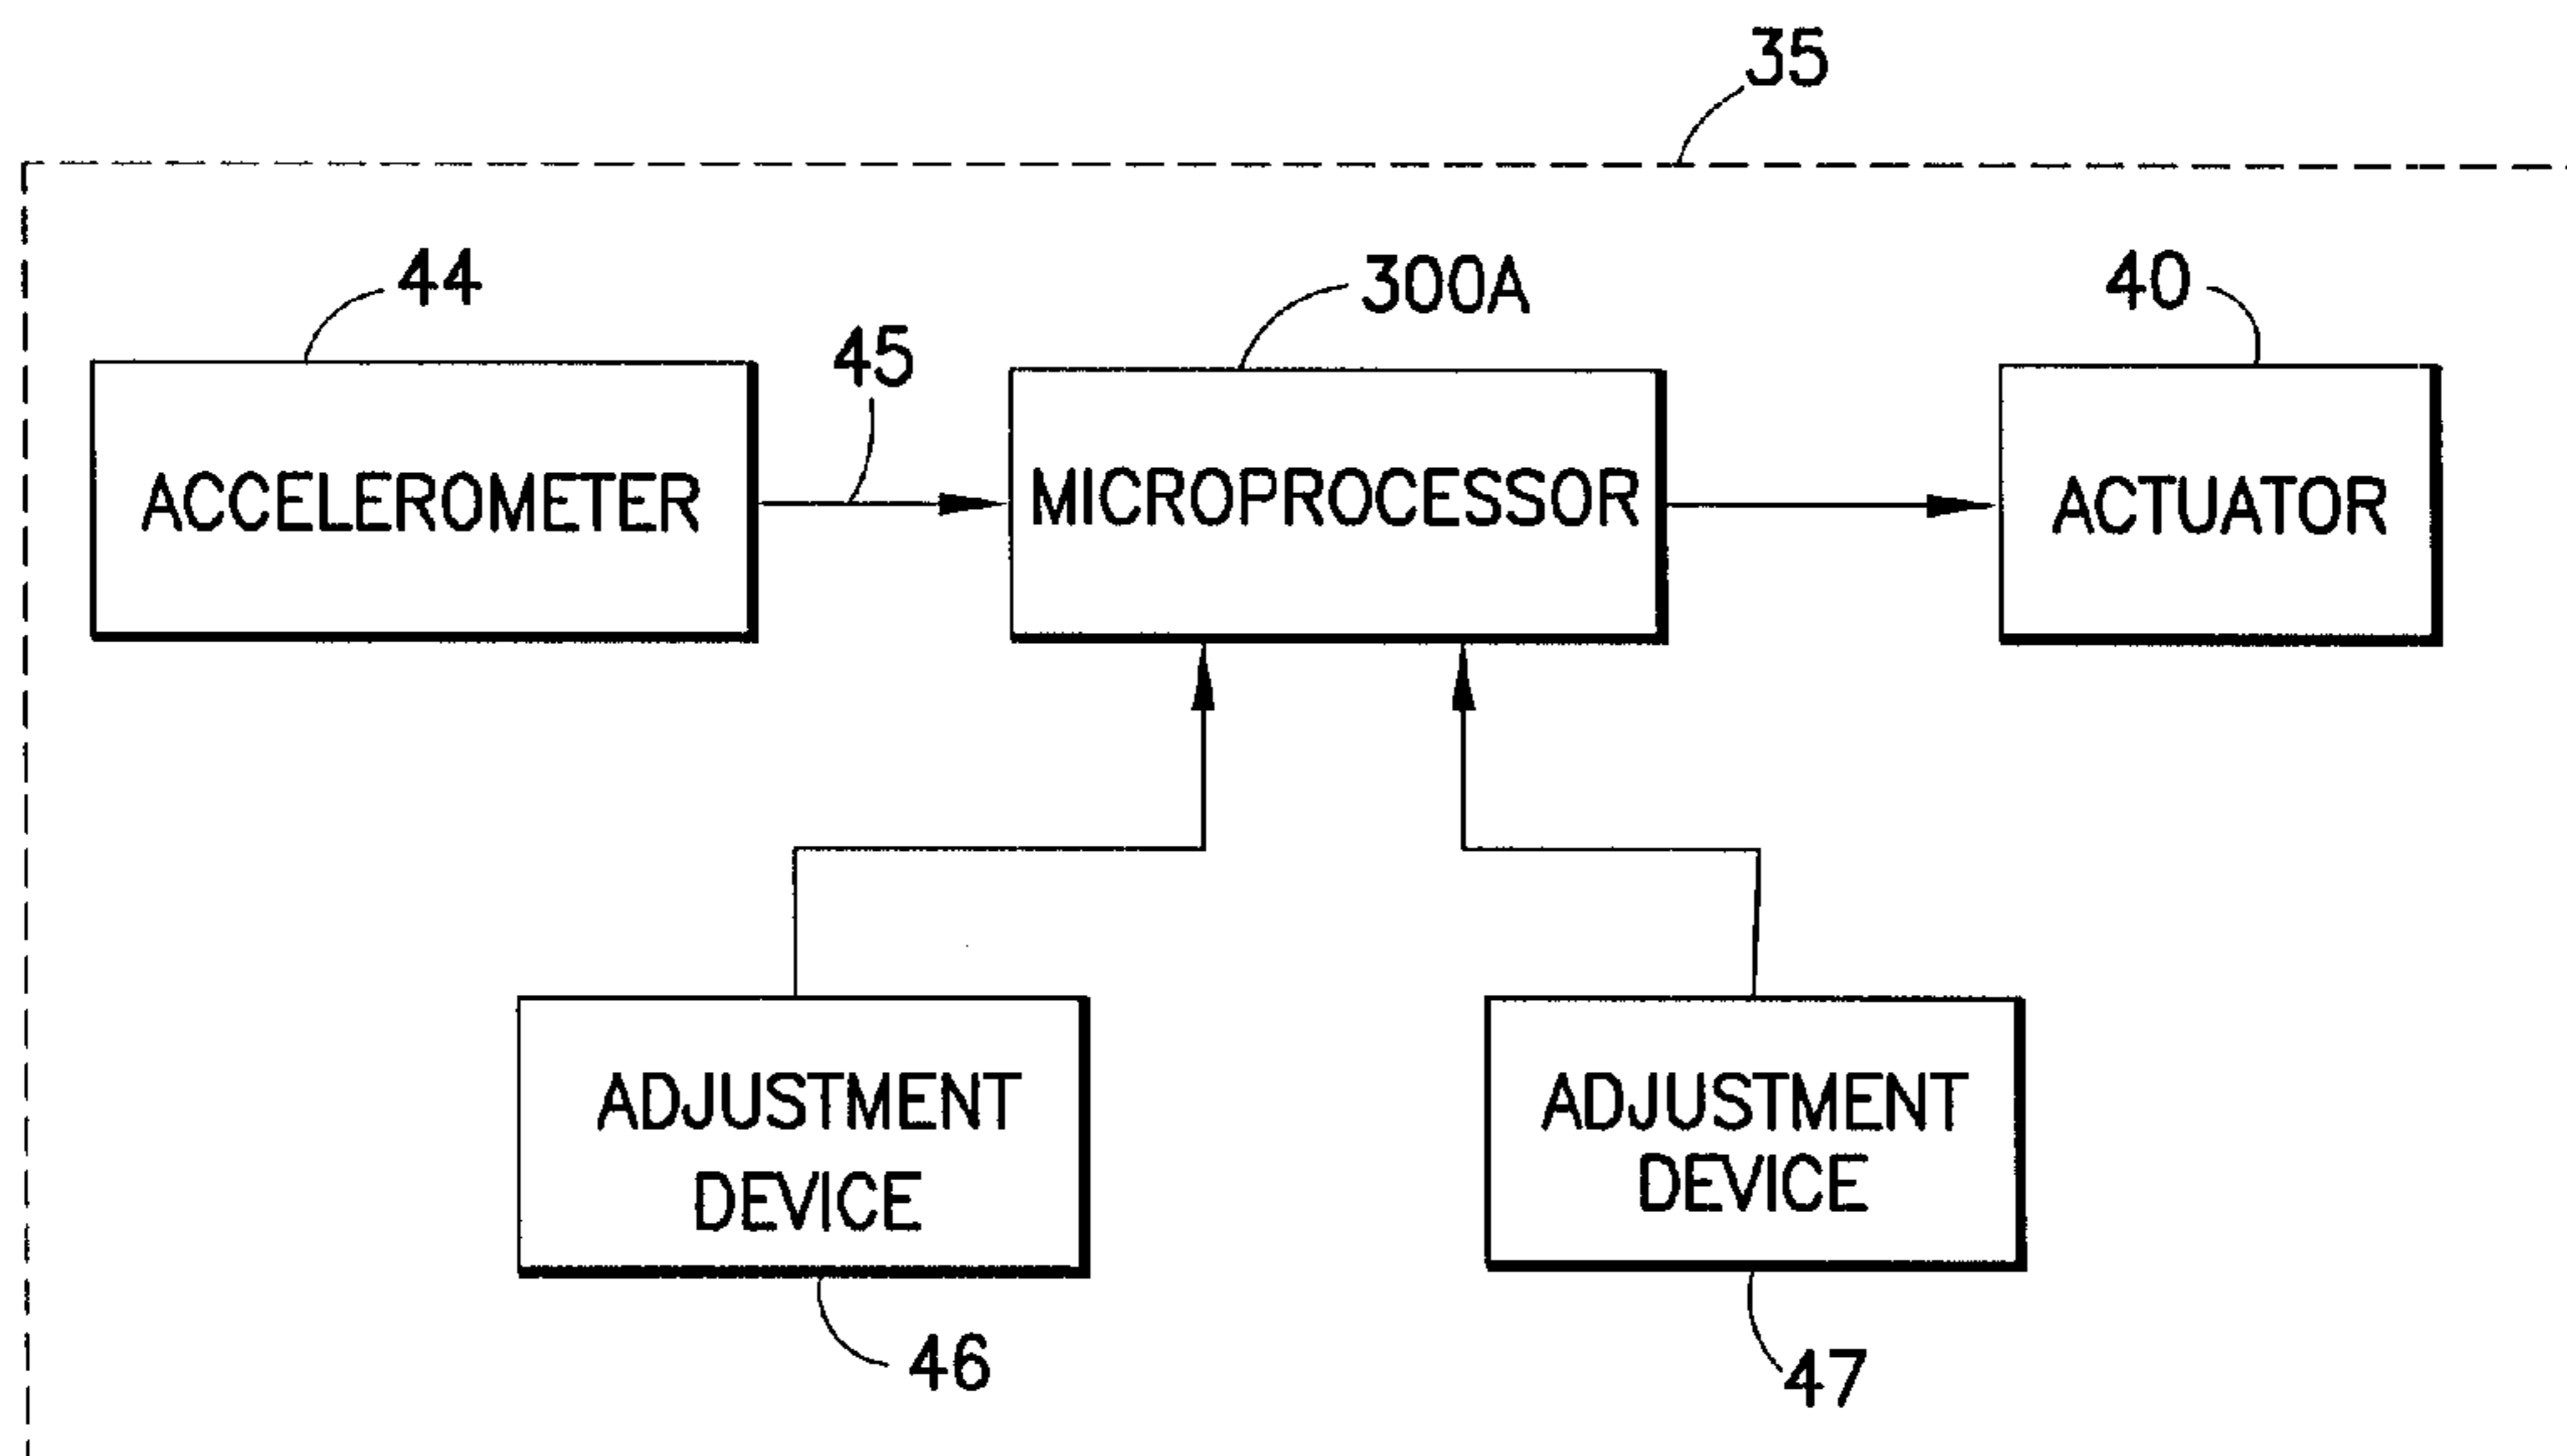 35
44
300A
40
45
ACCELEROMETER
MICROPROCESSOR
ACTUATOR
ADJUSTMENT
DEVICE
ADJUSTMENT
DEVICE
46
47